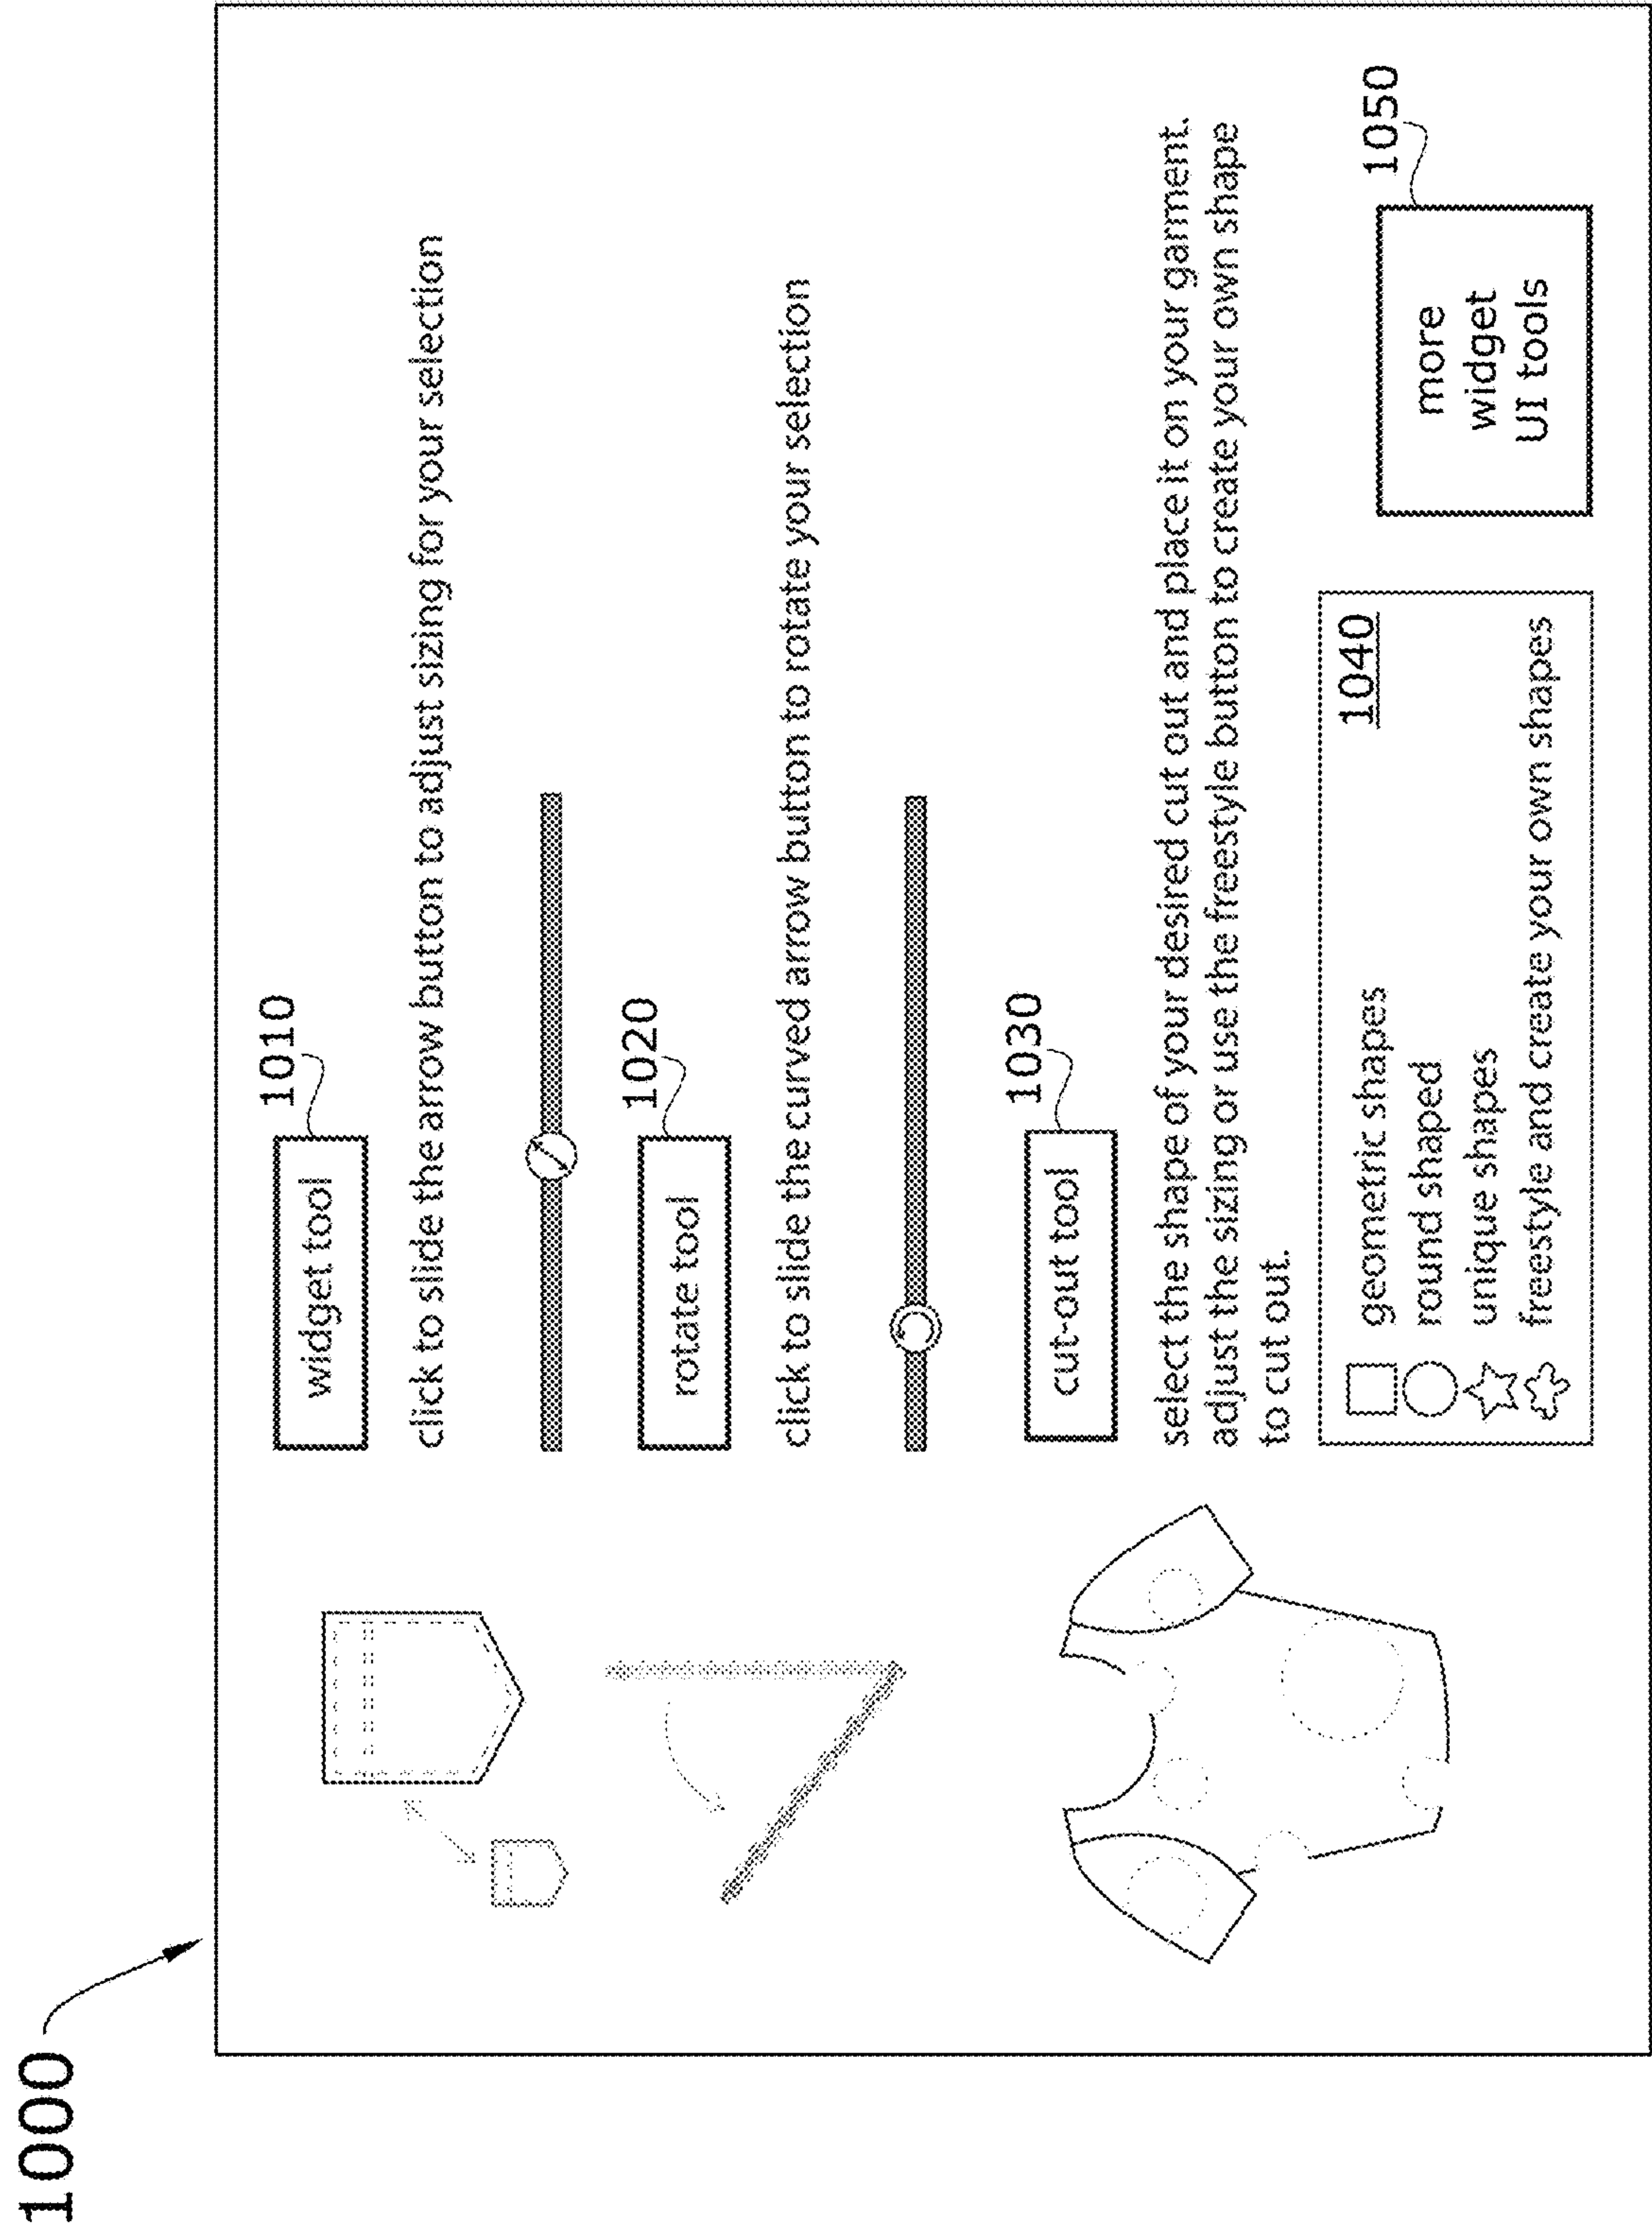 1000
widget tool
1010
click to slide the arrow button to adjust sizing for your selection
rotate tool
1020
click to slide the curved arrow button to rotate your selection
cut-out tool
1030
select the shape of your desired cut out and place it on your garment.
adjust the sizing or use the freestyle button to create your own shape
to cut out.
1040
geometric shapes
round shaped
unique shapes
freestyle and create your own shapes
1050
more
widget
UI tools